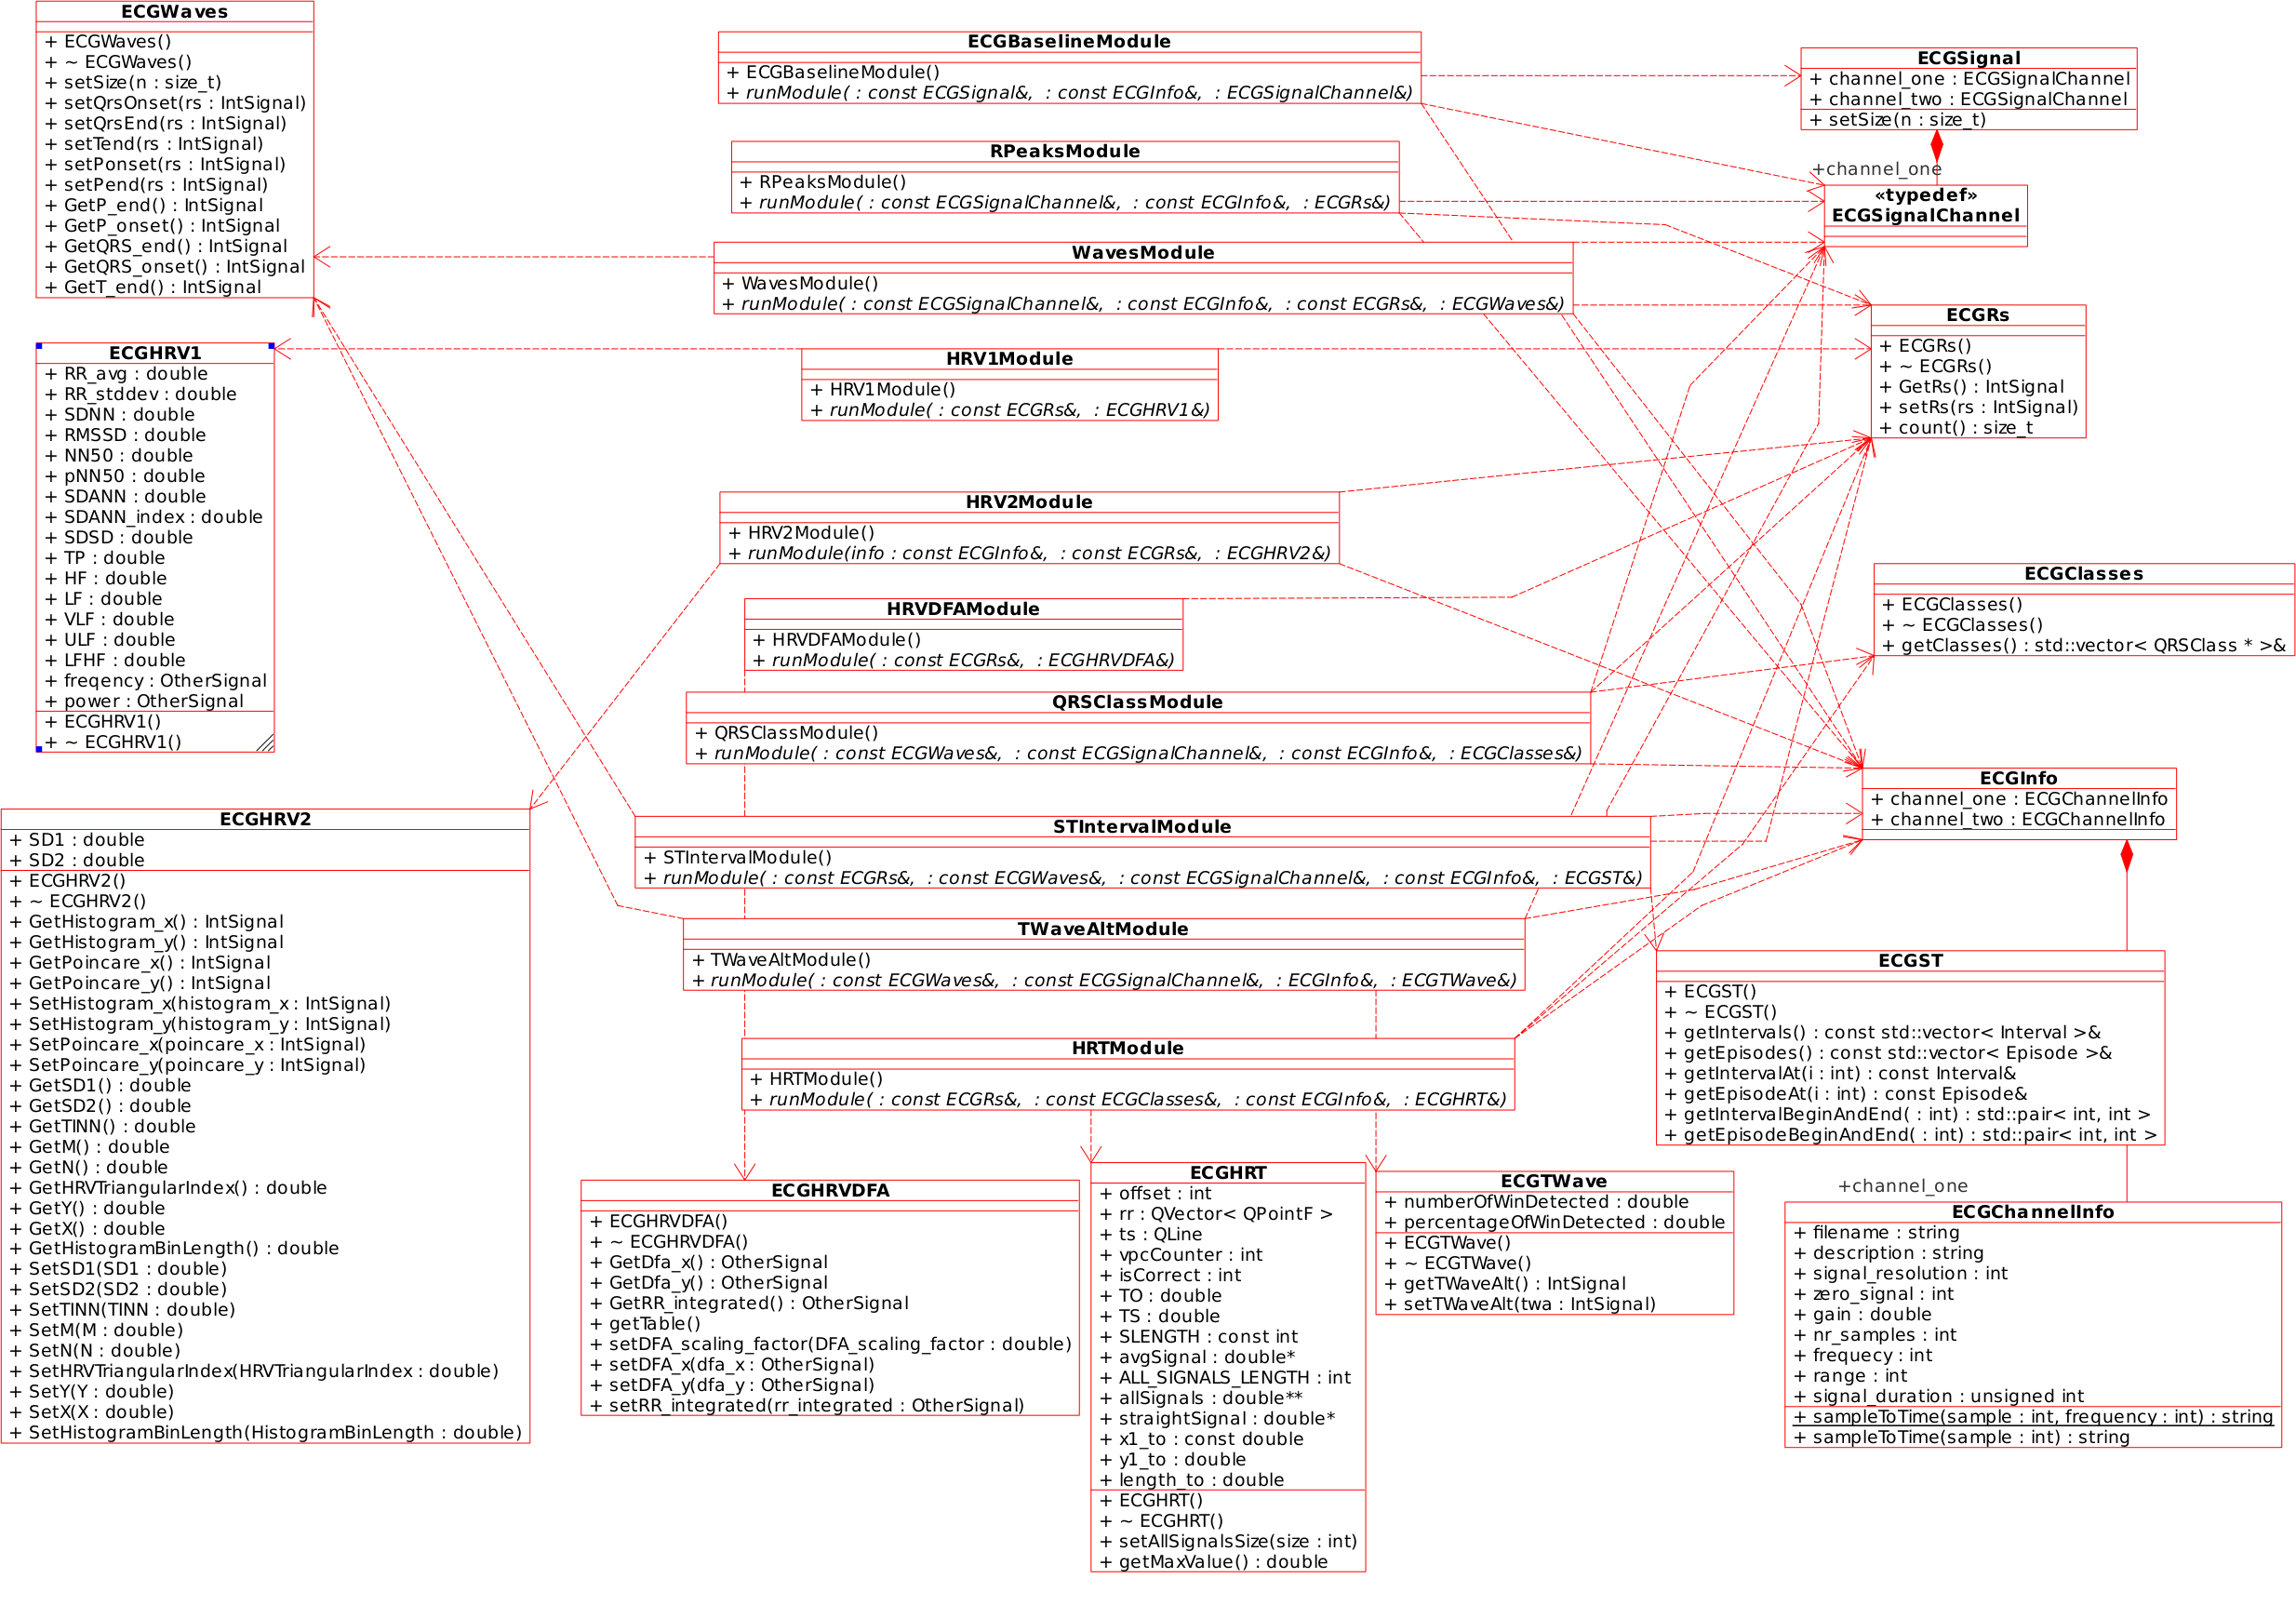 ECGWaves
+ ECGWaves()
+ ~ ECGWaves()
+ setSize(n : size_t)
+ setQrsOnset(rs : IntSignal)
+ setQrsEnd(rs : IntSignal)
+ setTend(rs : IntSignal)
+ setPonset(rs : IntSignal)
+ setPend(rs : IntSignal)
+ GetP_end() : IntSignal
+ GetP_onset() : IntSignal
+ GetQRS_end() : IntSignal
+ GetQRS_onset() : IntSignal
+ GetT_end() : IntSignal
ECGHRV1
+ RR_avg : double
+ RR_stddev : double
+ SDNN : double
+ RMSSD : double
+ NN50 : double
+ pNN50 : double
+ SDANN : double
+ SDANN_index : double
+ SDSD : double
+ TP : double
+ HF : double
+ LF : double
+ VLF : double
+ ULF : double
+ LFHF : double
+ freqency : OtherSignal
+ power : OtherSignal
+ ECGHRV1()
+ ~ ECGHRV1()
ECGHRV2
+ SD1 : double
+ SD2 : double
+ ECGHRV2()
+ ~ ECGHRV2()
+ GetHistogram_x() : IntSignal
+ GetHistogram_y() : IntSignal
+ GetPoincare_x() : IntSignal
+ GetPoincare_y() : IntSignal
+ SetHistogram_x(histogram_x : IntSignal)
+ SetHistogram_y(histogram_y : IntSignal)
+ SetPoincare_x(poincare_x : IntSignal)
+ SetPoincare_y(poincare_y : IntSignal)
+ GetSD1() : double
+ GetSD2() : double
+ GetTINN() : double
+ GetM() : double
+ GetN() : double
+ GetHRVTriangularIndex() : double
+ GetY() : double
+ GetX() : double
+ GetHistogramBinLength() : double
+ SetSD1(SD1 : double)
+ SetSD2(SD2 : double)
+ SetTINN(TINN : double)
+ SetM(M : double)
+ SetN(N : double)
+ SetHRVTriangularIndex(HRVTriangularIndex : double)
+ SetY(Y : double)
+ SetX(X : double)
+ SetHistogramBinLength(HistogramBinLength : double)
ECGBaselineModule
+ ECGBaselineModule()
+ runModule( : const ECGSignal&,  : const ECGInfo&,  : ECGSignalChannel&)
RPeaksModule
+ RPeaksModule()
+ runModule( : const ECGSignalChannel&,  : const ECGInfo&,  : ECGRs&)
WavesModule
+ WavesModule()
+ runModule( : const ECGSignalChannel&,  : const ECGInfo&,  : const ECGRs&,  : ECGWaves&)
HRV1Module
+ HRV1Module()
+ runModule( : const ECGRs&,  : ECGHRV1&)
HRV2Module
+ HRV2Module()
+ runModule(info : const ECGInfo&,  : const ECGRs&,  : ECGHRV2&)
HRVDFAModule
+ HRVDFAModule()
+ runModule( : const ECGRs&,  : ECGHRVDFA&)
QRSClassModule
+ QRSClassModule()
+ runModule( : const ECGWaves&,  : const ECGSignalChannel&,  : const ECGInfo&,  : ECGClasses&)
STIntervalModule
+ STIntervalModule()
+ runModule( : const ECGRs&,  : const ECGWaves&,  : const ECGSignalChannel&,  : const ECGInfo&,  : ECGST&)
TWaveAltModule
+ TWaveAltModule()
+ runModule( : const ECGWaves&,  : const ECGSignalChannel&,  : ECGInfo&,  : ECGTWave&)
HRTModule
+ HRTModule()
+ runModule( : const ECGRs&,  : const ECGClasses&,  : const ECGInfo&,  : ECGHRT&)
ECGHRVDFA
+ ECGHRVDFA()
+ ~ ECGHRVDFA()
+ GetDfa_x() : OtherSignal
+ GetDfa_y() : OtherSignal
+ GetRR_integrated() : OtherSignal
+ getTable()
+ setDFA_scaling_factor(DFA_scaling_factor : double)
+ setDFA_x(dfa_x : OtherSignal)
+ setDFA_y(dfa_y : OtherSignal)
+ setRR_integrated(rr_integrated : OtherSignal)
ECGHRT
+ offset : int
+ rr : QVector< QPointF >
+ ts : QLine
+ vpcCounter : int
+ isCorrect : int
+ TO : double
+ TS : double
+ SLENGTH : const int
+ avgSignal : double*
+ ALL_SIGNALS_LENGTH : int
+ allSignals : double**
+ straightSignal : double*
+ x1_to : const double
+ y1_to : double
+ length_to : double
+ ECGHRT()
+ ~ ECGHRT()
+ setAllSignalsSize(size : int)
+ getMaxValue() : double
ECGTWave
+ numberOfWinDetected : double
+ percentageOfWinDetected : double
+ ECGTWave()
+ ~ ECGTWave()
+ getTWaveAlt() : IntSignal
+ setTWaveAlt(twa : IntSignal)
ECGSignal
+ channel_one : ECGSignalChannel
+ channel_two : ECGSignalChannel
+ setSize(n : size_t)
+channel_one
«typedef»
ECGSignalChannel
ECGRs
+ ECGRs()
+ ~ ECGRs()
+ GetRs() : IntSignal
+ setRs(rs : IntSignal)
+ count() : size_t
ECGClasses
+ ECGClasses()
+ ~ ECGClasses()
+ getClasses() : std::vector< QRSClass * >&
ECGInfo
+ channel_one : ECGChannelInfo
+ channel_two : ECGChannelInfo
ECGST
+ ECGST()
+ ~ ECGST()
+ getIntervals() : const std::vector< Interval >&
+ getEpisodes() : const std::vector< Episode >&
+ getIntervalAt(i : int) : const Interval&
+ getEpisodeAt(i : int) : const Episode&
+ getIntervalBeginAndEnd( : int) : std::pair< int, int >
+ getEpisodeBeginAndEnd( : int) : std::pair< int, int >
+channel_one
ECGChannelInfo
+ filename : string
+ description : string
+ signal_resolution : int
+ zero_signal : int
+ gain : double
+ nr_samples : int
+ frequecy : int
+ range : int
+ signal_duration : unsigned int
+ sampleToTime(sample : int, frequency : int) : string
+ sampleToTime(sample : int) : string